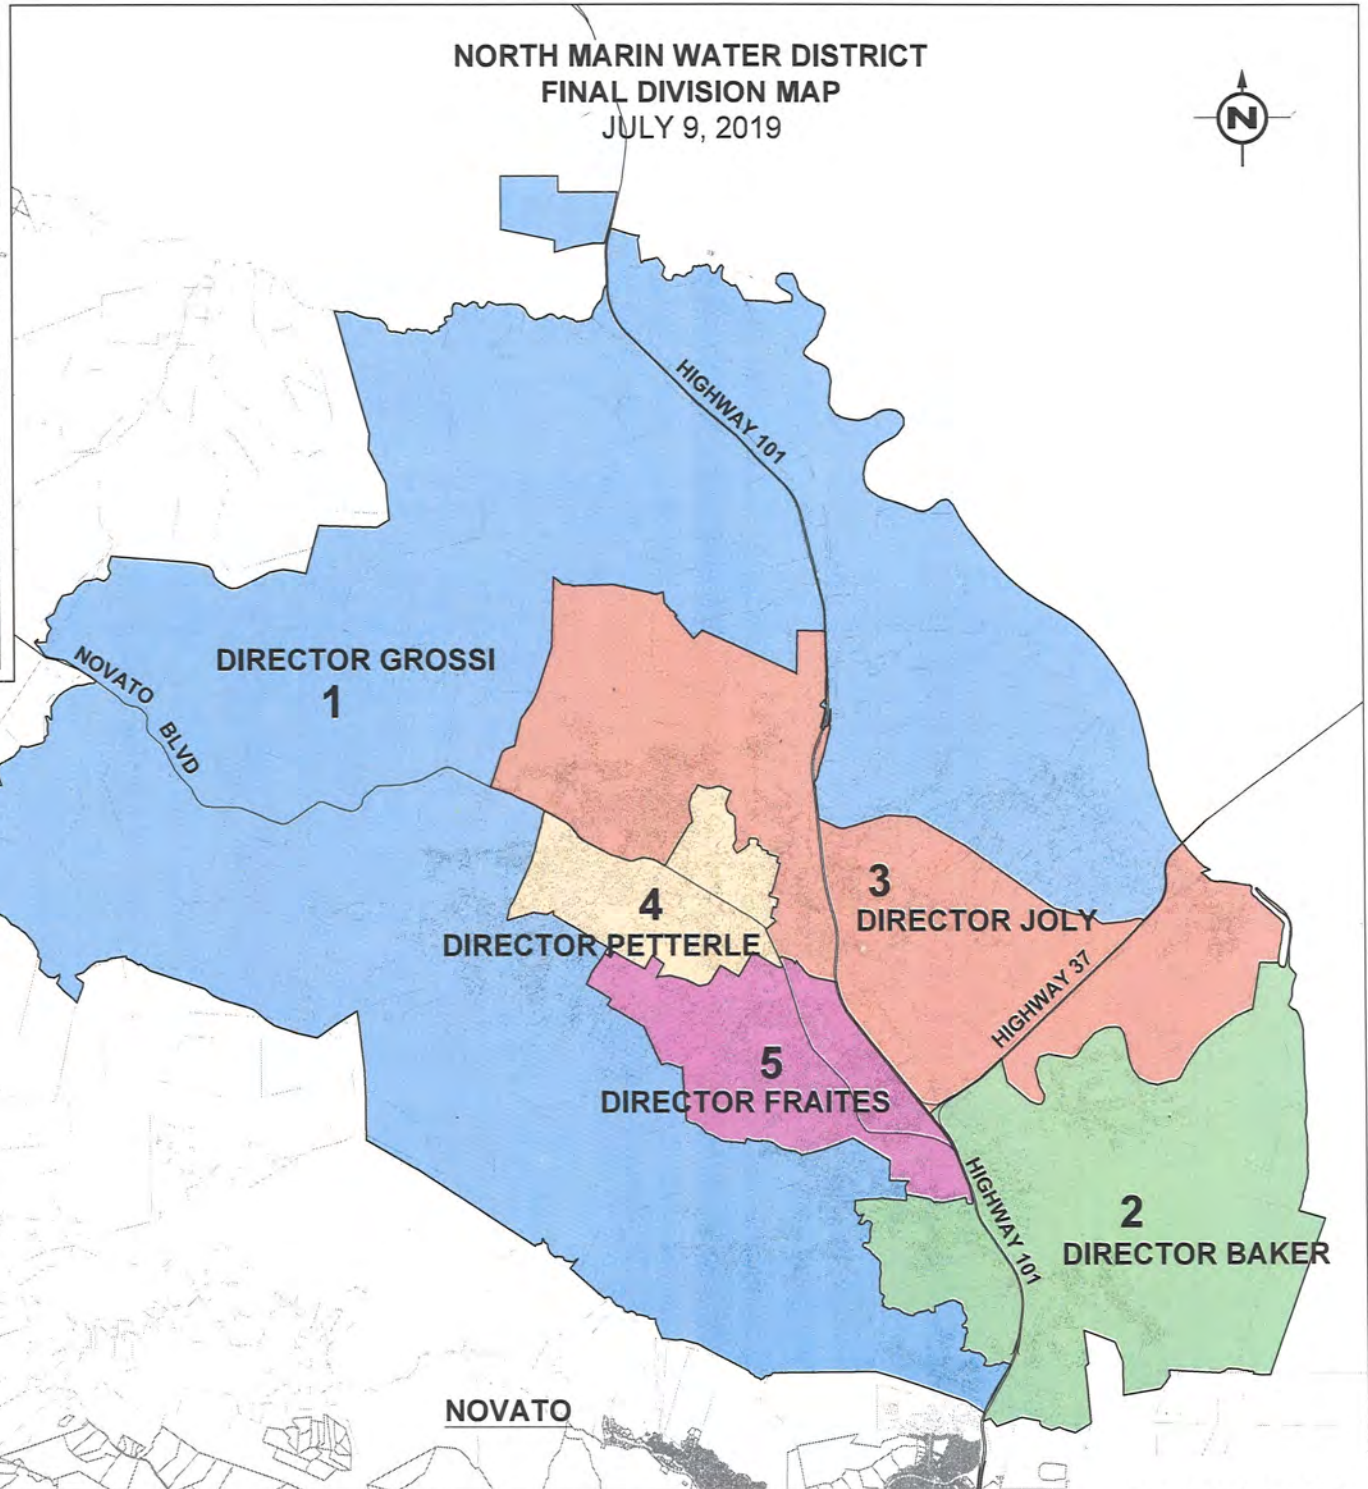 NORTH MARIN WATER DISTRICT
FINAL DIVISION MAP
JULY 9, 2019
N
HIGHWAY 101
DIRECTOR GROSSI
1
NOVATO
BLVD
3
DIRECTOR JOLY
4
DIRECTOR PETTERLE
HIGHWAY 37
5
DIRECTOR FRAITES
HIGHWAY 101
2
DIRECTOR BAKER
NOVATO